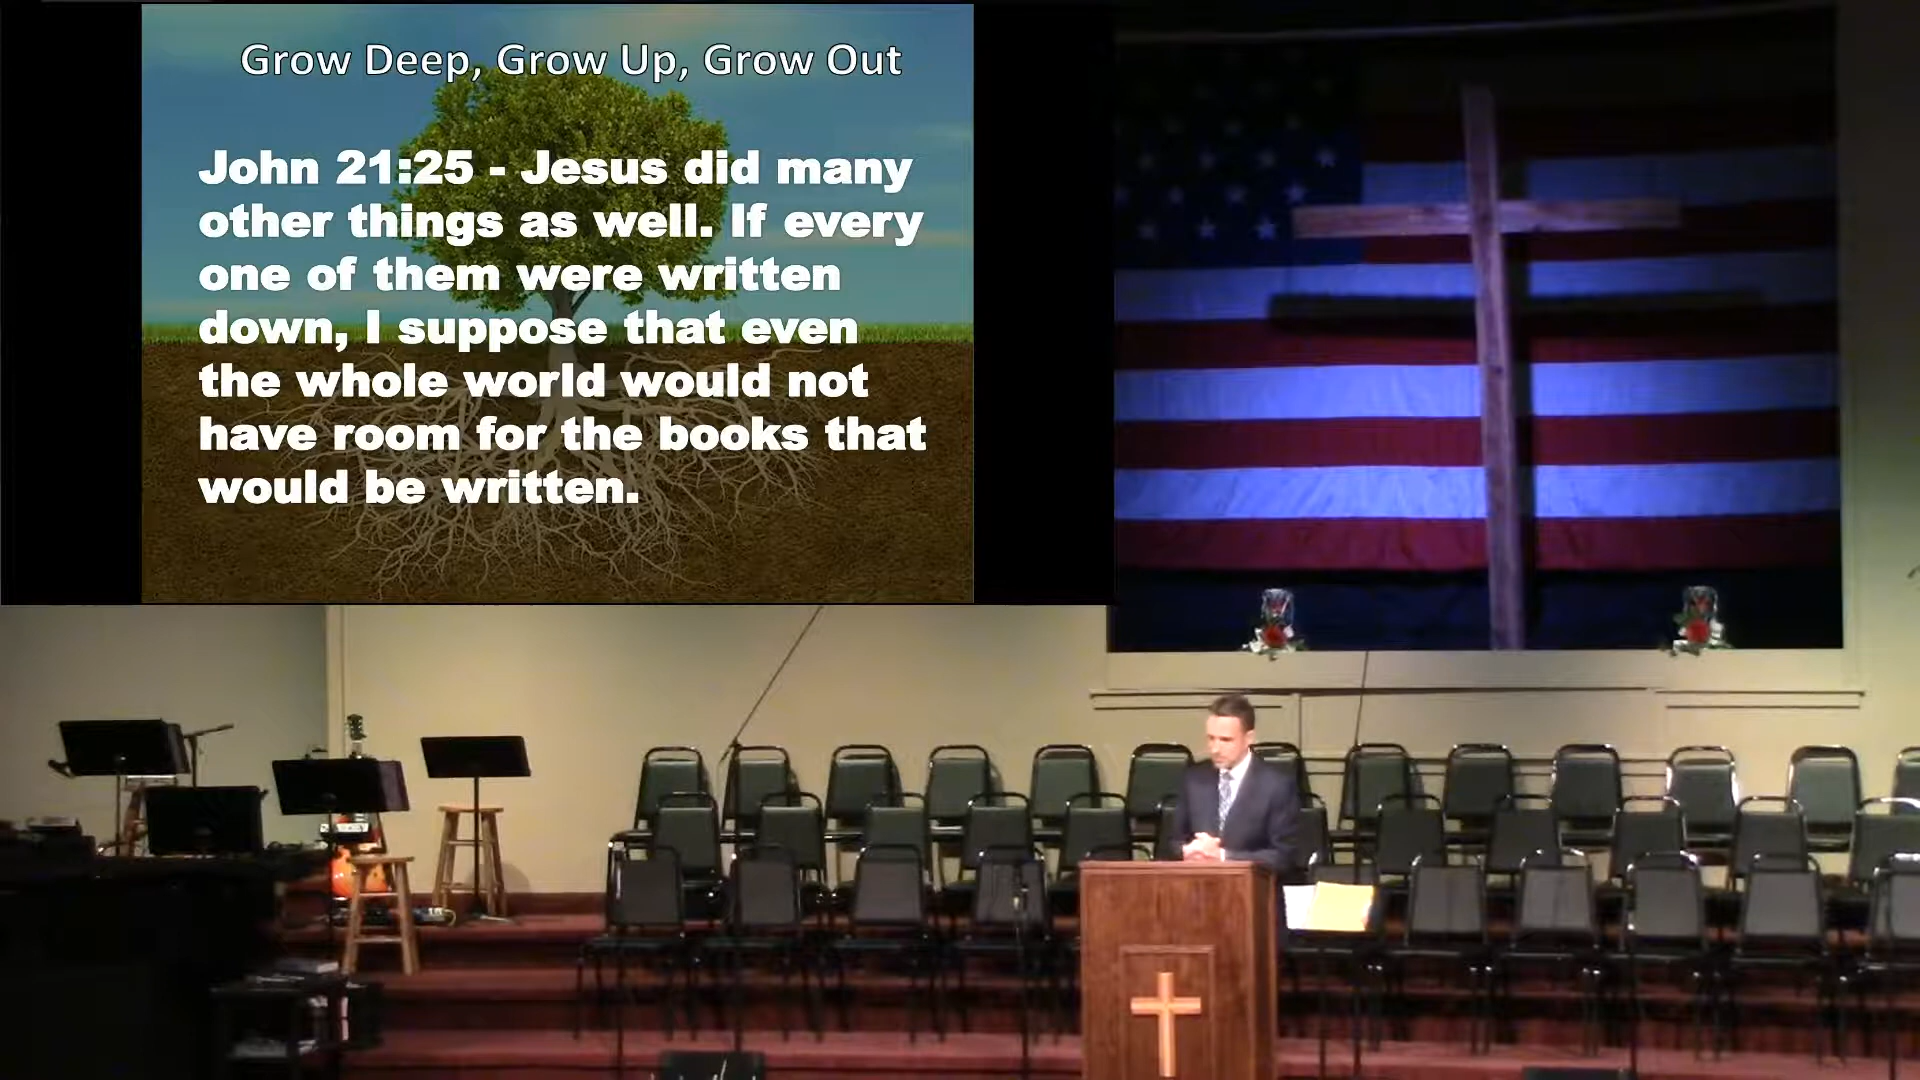 Grow Deep, Grow Up, Grow Out
John 21:25 - Jesus did many
other things as well. If every
one of them were written
down, I suppose that even
the whole world would not
have room for the books that
would be written.